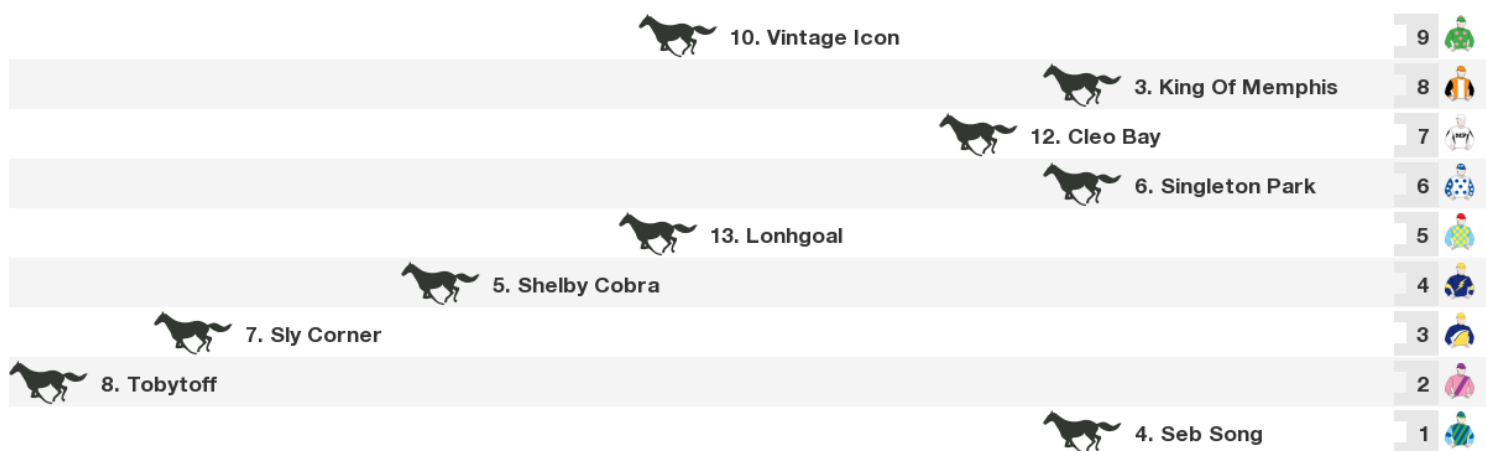 10. Vintage Icon 9
3. King Of Memphis 8
12. Cleo Bay 7
6. Singleton Park 6
13. Lonhgoal 5
5. Shelby Cobra 4
7. Sly Corner 3
8. Tobytoff 2
4. Seb Song 1